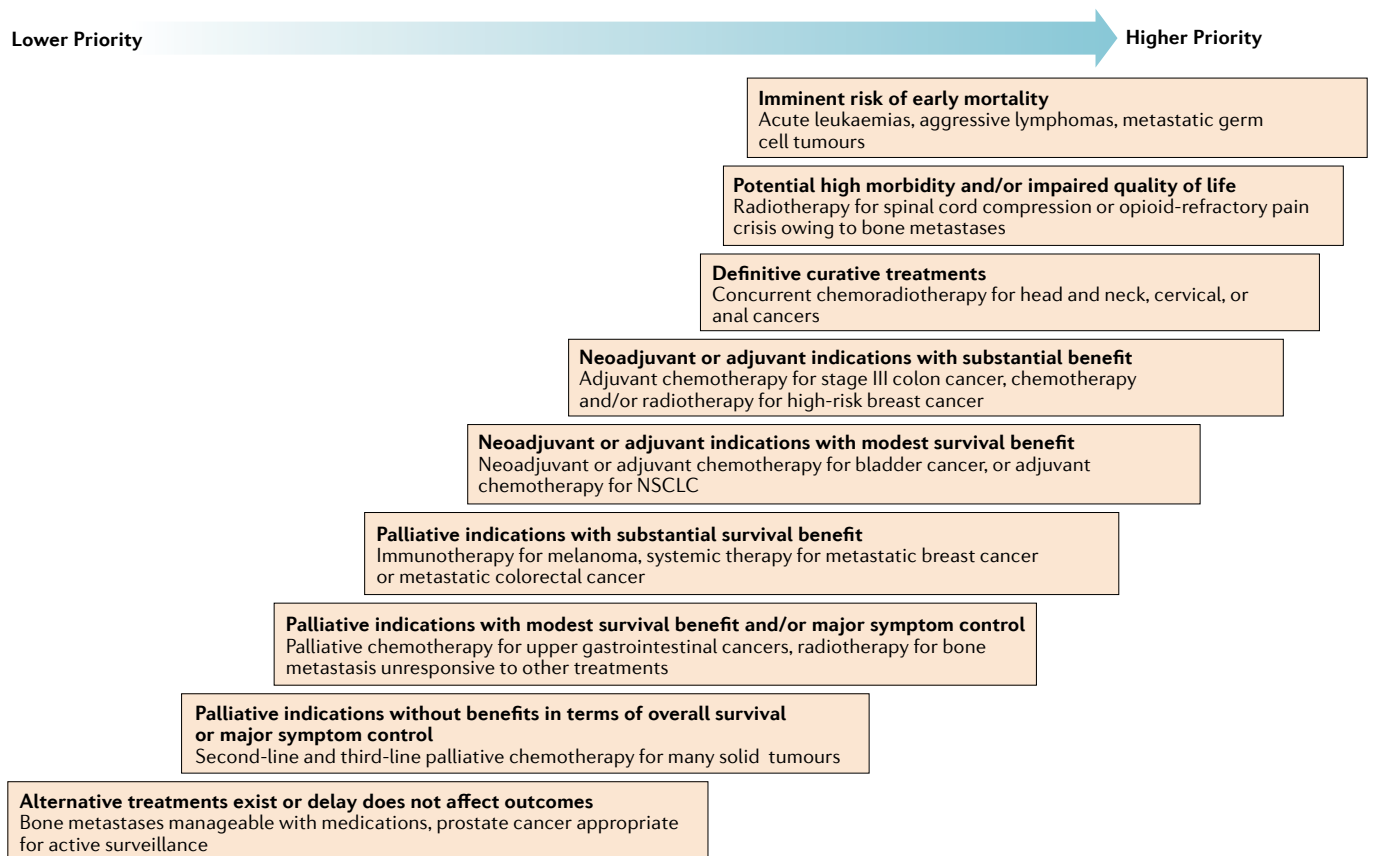 Lower Priority
Higher Priority
Imminent risk of early mortality
Acute leukaemias, aggressive lymphomas, metastatic germ
cell tumours
Potential high morbidity and/or impaired quality of life
Radiotherapy for spinal cord compression or opioid-refractory pain
crisis owing to bone metastases
Definitive curative treatments
Concurrent chemoradiotherapy for head and neck, cervical, or
anal cancers
Neoadjuvant or adjuvant indications with substantial benefit
Adjuvant chemotherapy for stage III colon cancer, chemotherapy
and/or radiotherapy for high-risk breast cancer
Neoadjuvant or adjuvant indications with modest survival benefit
Neoadjuvant or adjuvant chemotherapy for bladder cancer, or adjuvant
chemotherapy for NSCLC
Palliative indications with substantial survival benefit
Immunotherapy for melanoma, systemic therapy for metastatic breast cancer
or metastatic colorectal cancer
Palliative indications with modest survival benefit and/or major symptom control
Palliative chemotherapy for upper gastrointestinal cancers, radiotherapy for bone
metastasis unresponsive to other treatments
Palliative indications without benefits in terms of overall survival
or major symptom control
Second-line and third-line palliative chemotherapy for many solid tumours
Alternative treatments exist or delay does not affect outcomes
Bone metastases manageable with medications, prostate cancer appropriate
for active surveillance